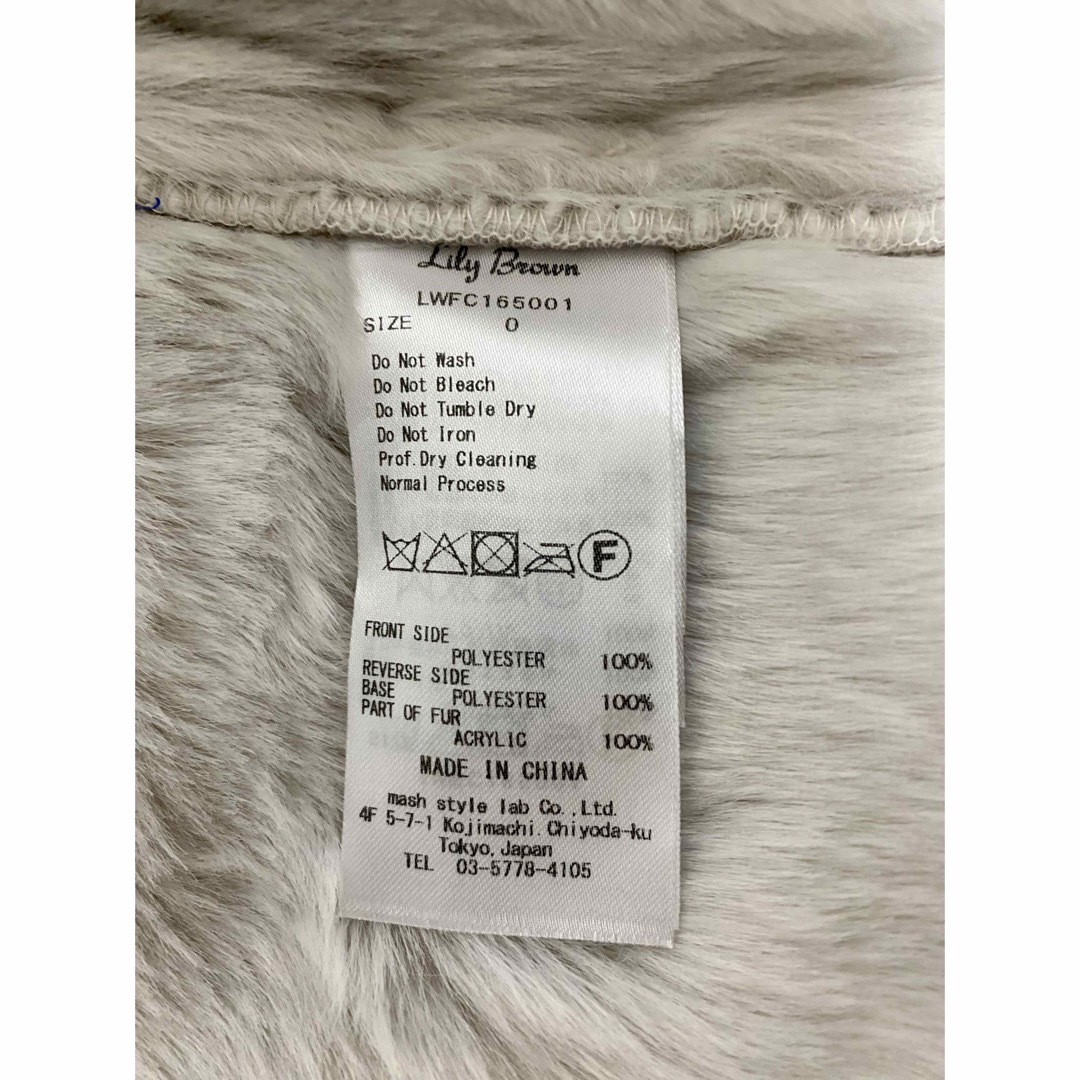 Lily Brown
LWFC165001
SIZE 0
Do Not Wash
Do Not Bleach
Do Not Tumble Dry
Do Not Iron
Prof.Dry Cleaning
Normal Process
F
FRONT SIDE
POLYESTER 100%
REVERSE SIDE
BASE POLYESTER 100%
PART OF FUR
ACRYLIC 100%
MADE IN CHINA
mash style lab Co.,Ltd.
4F 5-7-1 Kojimachi.Chiyoda-ku
Tokyo,Japan
TEL 03-5778-4105